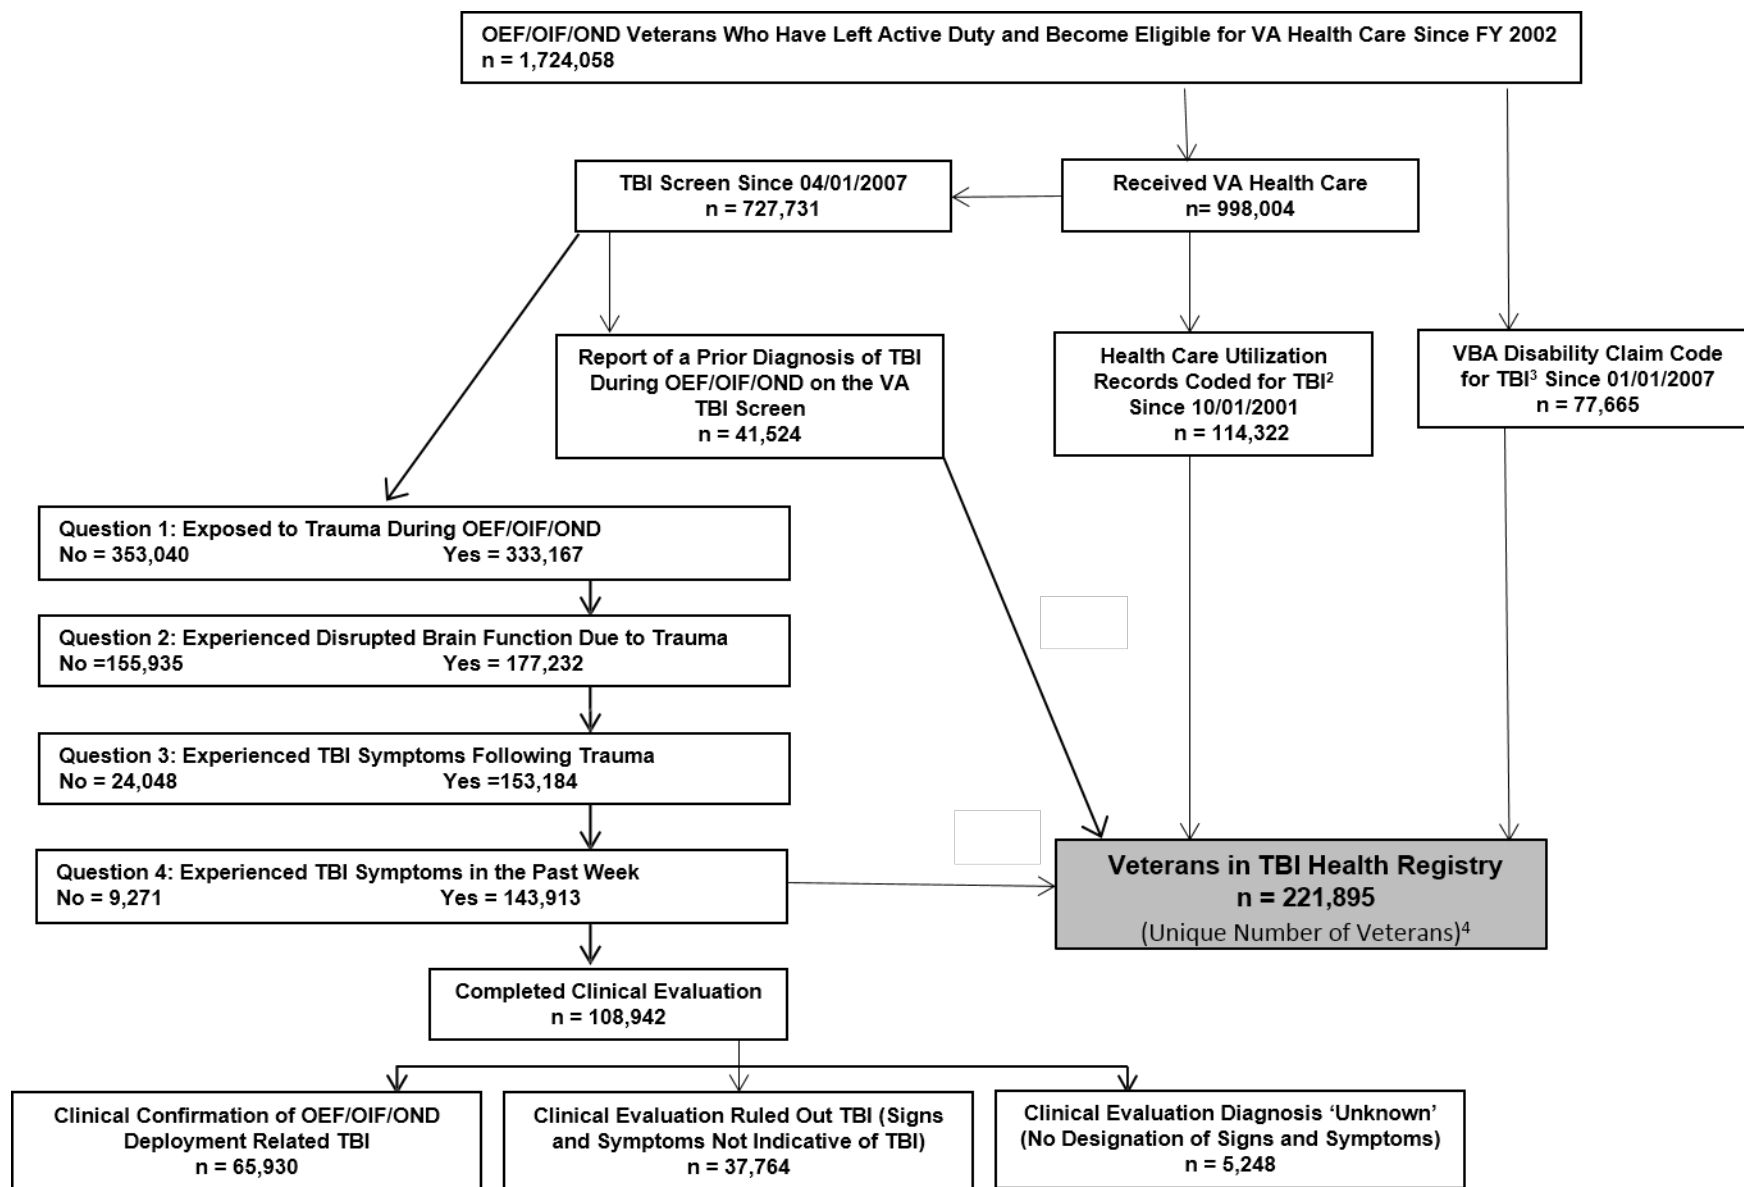 OEF/OIF/OND Veterans Who Have Left Active Duty and Become Eligible for VA Health Care Since FY 2002
n = 1,724,058
TBI Screen Since 04/01/2007
n = 727,731
Received VA Health Care
n= 998,004
Report of a Prior Diagnosis of TBI
During OEF/OIF/OND on the VA
TBI Screen
n = 41,524
Health Care Utilization
Records Coded for TBI²
Since 10/01/2001
n = 114,322
VBA Disability Claim Code
for TBI³ Since 01/01/2007
n = 77,665
Question 1: Exposed to Trauma During OEF/OIF/OND
No = 353,040 Yes = 333,167
Question 2: Experienced Disrupted Brain Function Due to Trauma
No =155,935 Yes = 177,232
Question 3: Experienced TBI Symptoms Following Trauma
No = 24,048 Yes =153,184
Question 4: Experienced TBI Symptoms in the Past Week
No = 9,271 Yes = 143,913
Veterans in TBI Health Registry
n = 221,895
(Unique Number of Veterans)⁴
Completed Clinical Evaluation
n = 108,942
Clinical Confirmation of OEF/OIF/OND
Deployment Related TBI
n = 65,930
Clinical Evaluation Ruled Out TBI (Signs
and Symptoms Not Indicative of TBI)
n = 37,764
Clinical Evaluation Diagnosis ‘Unknown’
(No Designation of Signs and Symptoms)
n = 5,248